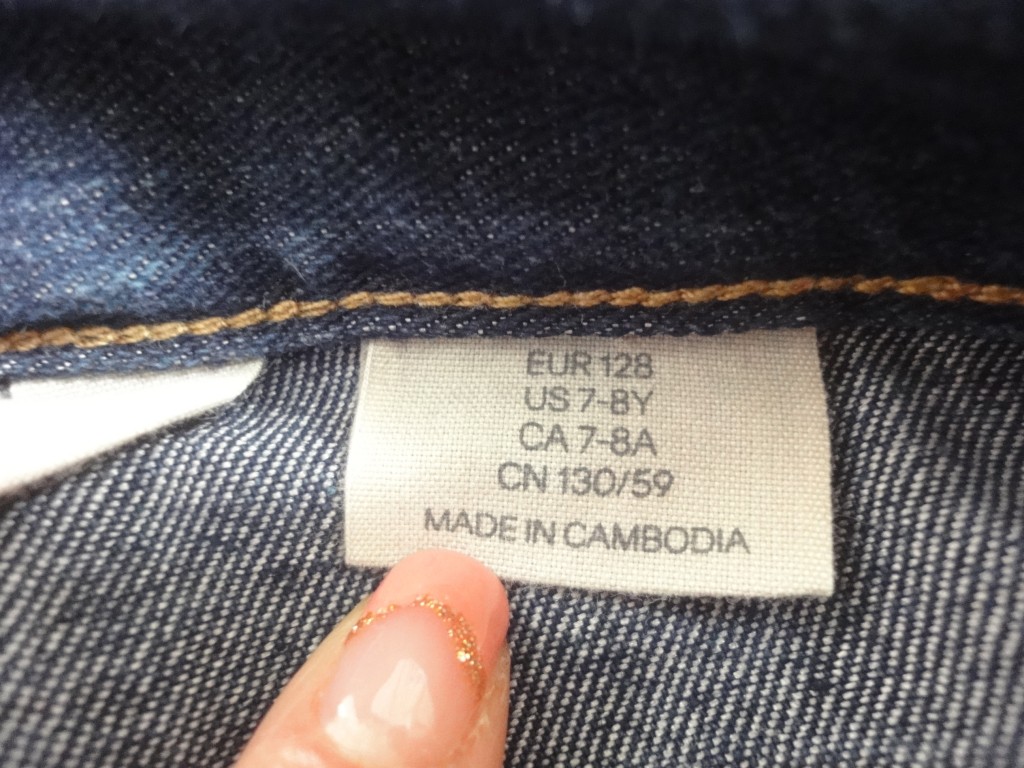 EUR 128
US 7-8Y
CA 7-8A
CN 130/59
MADE IN CAMBODIA